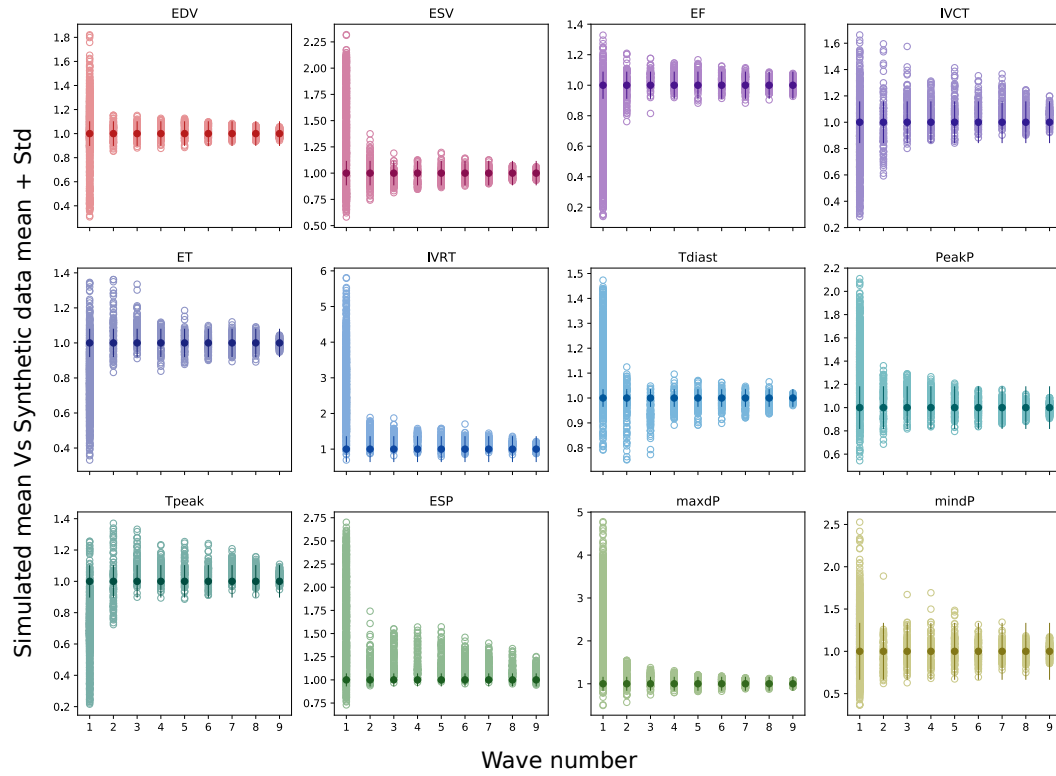 EDV ESV EF IVCT
1.8 1.6 1.4 1.2 1.0 0.8 0.6 0.4
2.25 2.00 1.75 1.50 1.25 1.00 0.75 0.50
1.4 1.2 1.0 0.8 0.6 0.4 0.2
1.6 1.4 1.2 1.0 0.8 0.6 0.4 0.2
ET IVRT Tdiast PeakP
1.4 1.2 1.0 0.8 0.6 0.4
6 5 4 3 2 1
1.5 1.4 1.3 1.2 1.1 1.0 0.9 0.8
2.2 2.0 1.8 1.6 1.4 1.2 1.0 0.8 0.6
Tpeak ESP maxdP mindP
1.4 1.2 1.0 0.8 0.6 0.4 0.2
2.75 2.50 2.25 2.00 1.75 1.50 1.25 1.00 0.75
5 4 3 2 1
2.5 2.0 1.5 1.0 0.5
1 2 3 4 5 6 7 8 9
1 2 3 4 5 6 7 8 9
1 2 3 4 5 6 7 8 9
1 2 3 4 5 6 7 8 9
Simulated mean Vs Synthetic data mean + Std
Wave number